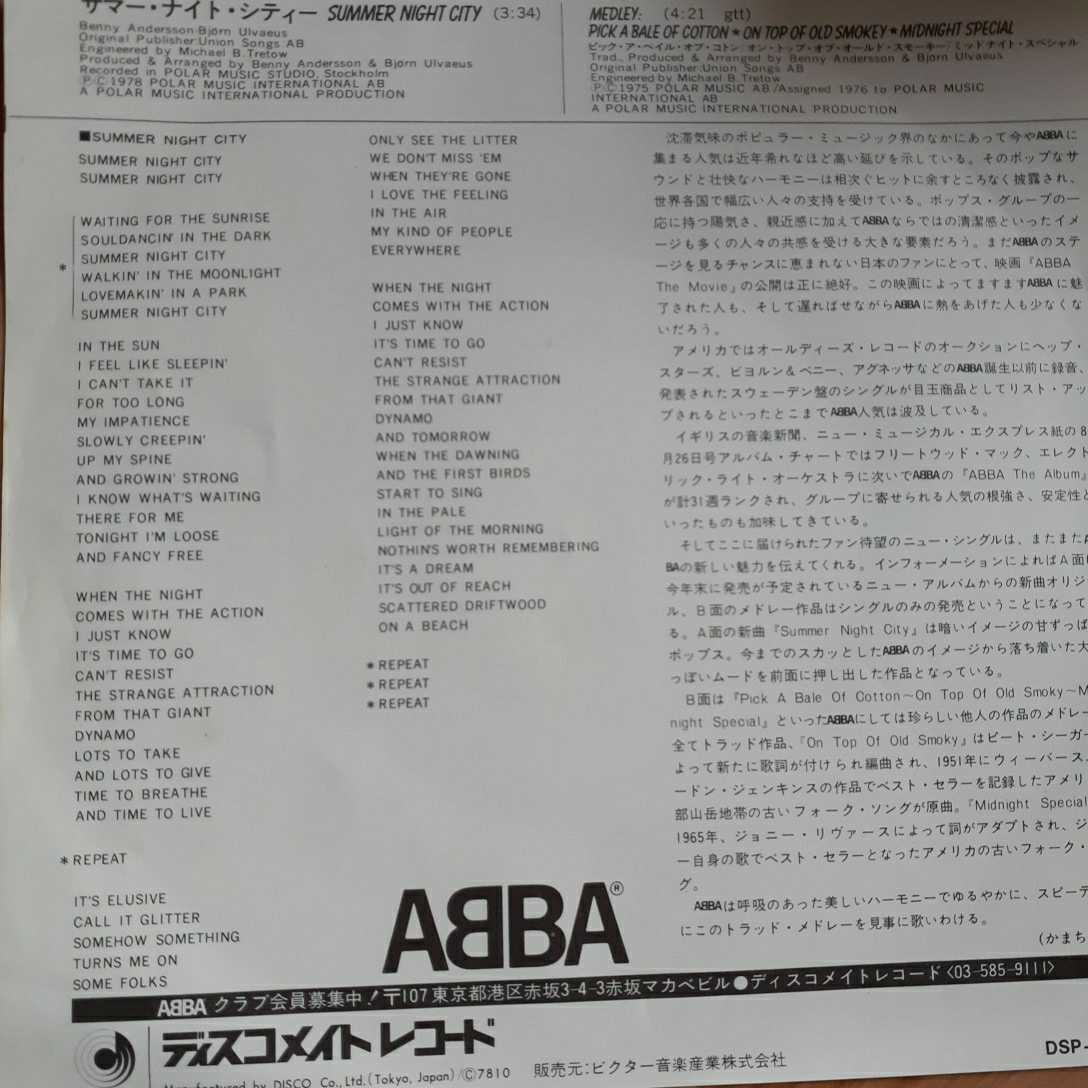 サマー・ナイト・シティー SUMMER NIGHT CITY (3:34)
Benny Andersson·Björn Ulvaeus
Original Publisher:Union Songs AB
Engineered by Michael B.Tretow
Produced & Arranged by Benny Andersson & Björn Ulvaeus
Recorded in POLAR MUSIC STUDIO, Stockholm
Ⓟ·Ⓒ 1978 POLAR MUSIC INTERNATIONAL AB
A POLAR MUSIC INTERNATIONAL PRODUCTION
MEDLEY: (4:21 gtt)
PICK A BALE OF COTTON★ON TOP OF OLD SMOKEY★MIDNIGHT SPECIAL
ピック・ア・ベイル・オブ・コトン/オン・トップ・オブ・オールド・スモーキー/ミッドナイト・スペシャル
Trad., Produced & Arranged by Benny Andersson & Björn Ulvaeus
Original Publisher:Union Songs AB
Engineered by Michael B.Tretow
Ⓟ·Ⓒ 1975 POLAR MUSIC AB/Assigned 1976 to POLAR MUSIC
INTERNATIONAL AB
A POLAR MUSIC INTERNATIONAL PRODUCTION
■SUMMER NIGHT CITY
SUMMER NIGHT CITY
SUMMER NIGHT CITY
WAITING FOR THE SUNRISE
SOULDANCIN' IN THE DARK
SUMMER NIGHT CITY
* WALKIN' IN THE MOONLIGHT
LOVEMAKIN' IN A PARK
SUMMER NIGHT CITY
IN THE SUN
I FEEL LIKE SLEEPIN'
I CAN'T TAKE IT
FOR TOO LONG
MY IMPATIENCE
SLOWLY CREEPIN'
UP MY SPINE
AND GROWIN' STRONG
I KNOW WHAT'S WAITING
THERE FOR ME
TONIGHT I'M LOOSE
AND FANCY FREE
WHEN THE NIGHT
COMES WITH THE ACTION
I JUST KNOW
IT'S TIME TO GO
CAN'T RESIST
THE STRANGE ATTRACTION
FROM THAT GIANT
DYNAMO
LOTS TO TAKE
AND LOTS TO GIVE
TIME TO BREATHE
AND TIME TO LIVE
*REPEAT
IT'S ELUSIVE
CALL IT GLITTER
SOMEHOW SOMETHING
TURNS ME ON
SOME FOLKS
ONLY SEE THE LITTER
WE DON'T MISS 'EM
WHEN THEY'RE GONE
I LOVE THE FEELING
IN THE AIR
MY KIND OF PEOPLE
EVERYWHERE
WHEN THE NIGHT
COMES WITH THE ACTION
I JUST KNOW
IT'S TIME TO GO
CAN'T RESIST
THE STRANGE ATTRACTION
FROM THAT GIANT
DYNAMO
AND TOMORROW
WHEN THE DAWNING
AND THE FIRST BIRDS
START TO SING
IN THE PALE
LIGHT OF THE MORNING
NOTHIN'S WORTH REMEMBERING
IT'S A DREAM
IT'S OUT OF REACH
SCATTERED DRIFTWOOD
ON A BEACH
*REPEAT
*REPEAT
*REPEAT
沈滞気味のポピュラー・ミュージック界のなかにあって今やABBAに
集まる人気は近年希れなほど高い延びを示している。そのポップなサ
ウンドと壮快なハーモニーは相次ぐヒットに余すところなく披露され、
世界各国で幅広い人々の支持を受けている。ポップス・グループの一
応に持つ陽気さ、親近感に加えてABBAならではの清潔感といったイメ
ージも多くの人々の共感を受ける大きな要素だろう。まだABBAのステ
ージを見るチャンスに恵まれない日本のファンにとって、映画『ABBA
The Movie』の公開は正に絶好。この映画によってますますABBAに魅
了された人も、そして遅ればせながらABBAに熱をあげた人も少なくな
いだろう。
アメリカではオールディーズ・レコードのオークションにヘップ・
スターズ、ビヨルン&ベニー、アグネッサなどのABBA誕生以前に録音、
発表されたスウェーデン盤のシングルが目玉商品としてリスト・アッ
プされるといったとこまでABBA人気は波及している。
イギリスの音楽新聞、ニュー・ミュージカル・エクスプレス紙の8
月26日号アルバム・チャートではフリートウッド・マック、エレクト
リック・ライト・オーケストラに次いでABBAの『ABBA The Album』
が計31週ランクされ、グループに寄せられる人気の根強さ、安定性と
いったものも加味してきている。
そしてここに届けられたファン待望のニュー・シングルは、またまたA
BBAの新しい魅力を伝えてくれる。インフォーメーションによればA面は
今年末に発売が予定されているニュー・アルバムからの新曲オリジ
ル、B面のメドレー作品はシングルのみの発売ということになって
る。A面の新曲『Summer Night City』は暗いイメージの甘ずっぱ
ポップス。今までのスカッとしたABBAのイメージから落ち着いた大
っぽいムードを前面に押し出した作品となっている。
B面は『Pick A Bale Of Cotton〜On Top Of Old Smoky〜M
night Special』といったABBAにしては珍らしい他人の作品のメドレー
全てトラッド作品、『On Top Of Old Smoky』はピート・シーガー
よって新たに歌詞が付けられ編曲され、1951年にウィーバース、
ードン・ジェンキンスの作品でベスト・セラーを記録したアメリ
部山岳地帯の古いフォーク・ソングが原曲。『Midnight Special
1965年、ジョニー・リヴァースによって詞がアダプトされ、ジ
ー自身の歌でベスト・セラーとなったアメリカの古いフォーク・
グ。
ABBAは呼吸のあった美しいハーモニーでゆるやかに、スピーデ
にこのトラッド・メドレーを見事に歌いわける。
(かまち
ABBA®
ABBA クラブ会員募集中!〒107東京都港区赤坂3-4-3赤坂マカベビル●ディスコメイトレコード〈03-585-9111〉
ディスコメイトレコード
Manufactured by DISCO Co.,Ltd.(Tokyo, Japan)/Ⓒ7810 販売元:ビクター音楽産業株式会社
DSP-